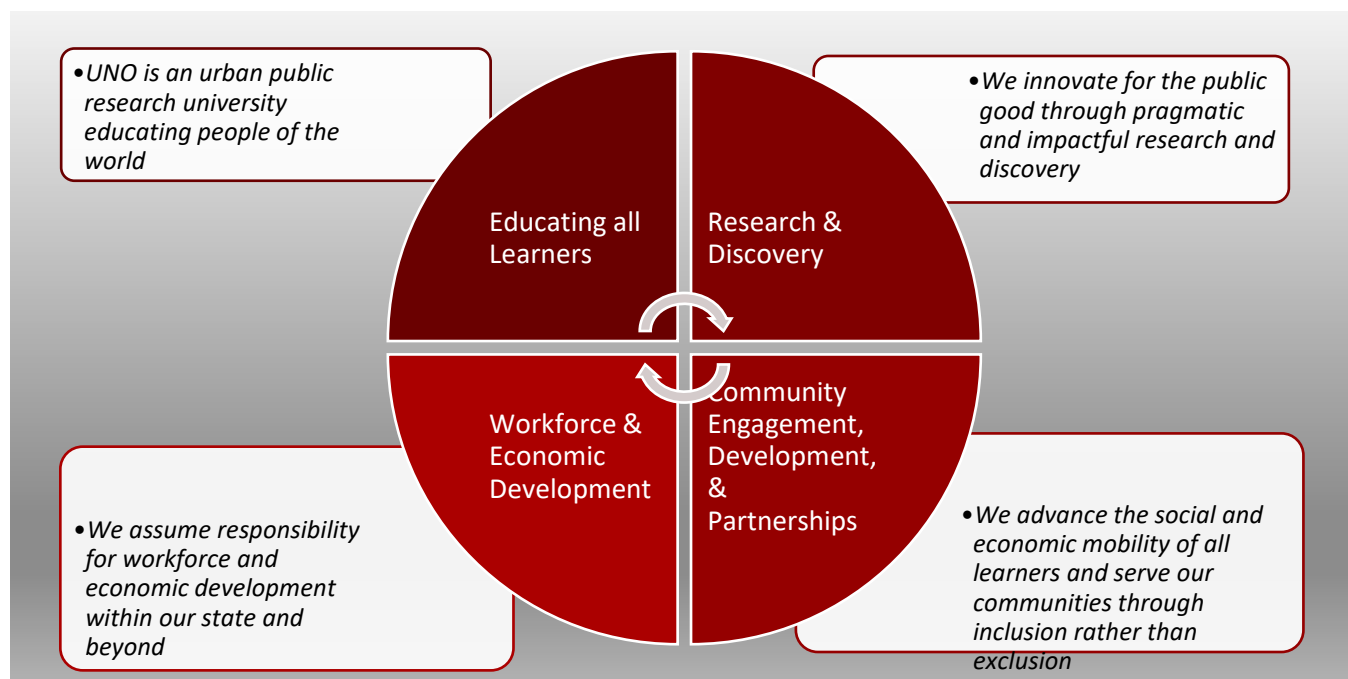 •UNO is an urban public
research university
educating people of the
world
•We innovate for the public
good through pragmatic
and impactful research and
discovery
Educating all
Learners
Research &
Discovery
Workforce &
Economic
Development
Community
Engagement,
Development,
&
Partnerships
•We assume responsibility
for workforce and
economic development
within our state and
beyond
•We advance the social and
economic mobility of all
learners and serve our
communities through
inclusion rather than
exclusion